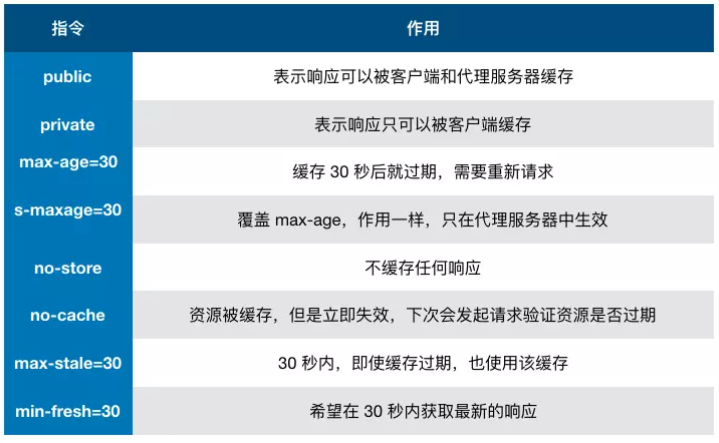 指令 作用
public 表示响应可以被客户端和代理服务器缓存
private 表示响应只可以被客户端缓存
max-age=30 缓存 30 秒后就过期，需要重新请求
s-maxage=30 覆盖 max-age，作用一样，只在代理服务器中生效
no-store 不缓存任何响应
no-cache 资源被缓存，但是立即失效，下次会发起请求验证资源是否过期
max-stale=30 30 秒内，即使缓存过期，也使用该缓存
min-fresh=30 希望在 30 秒内获取最新的响应